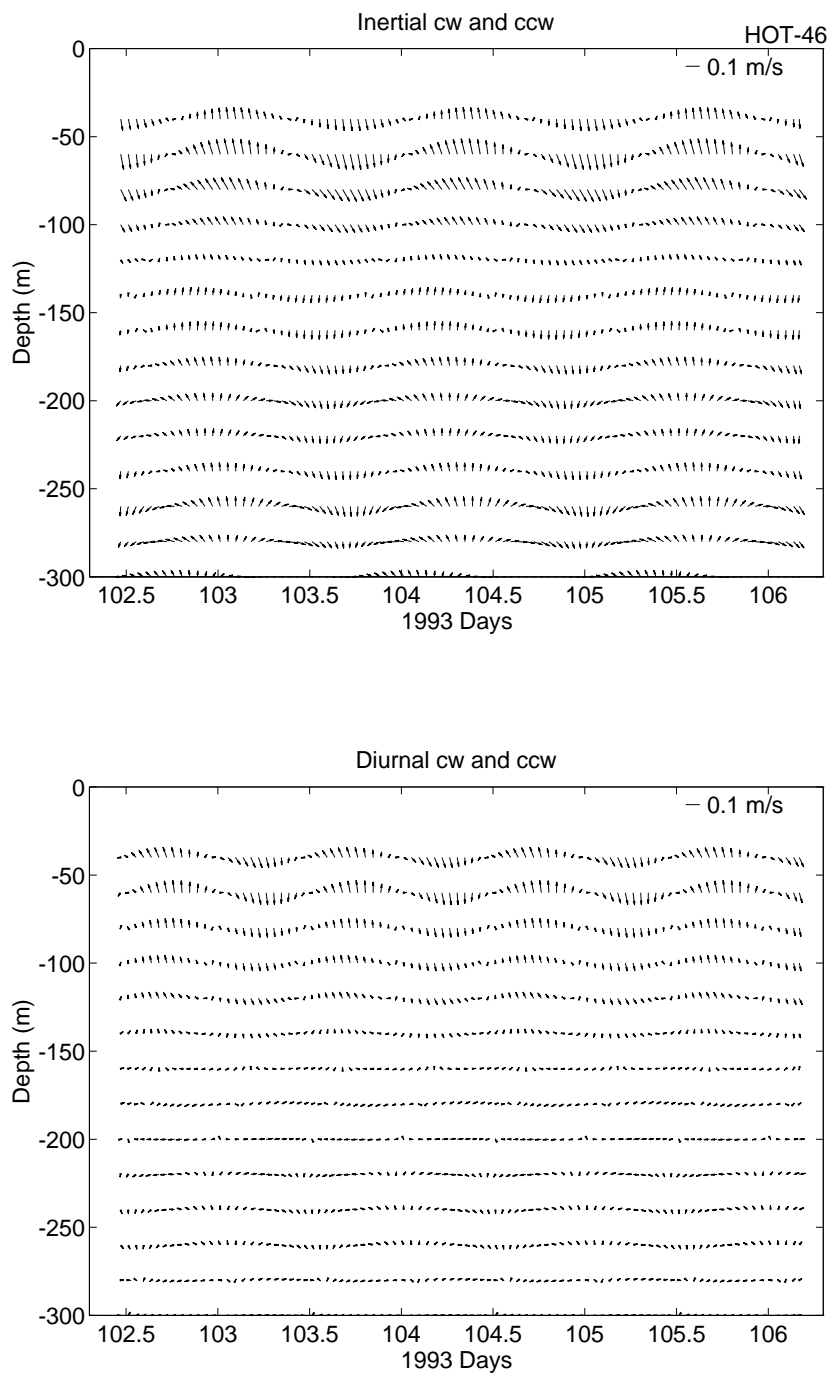 Inertial cw and ccw
HOT-46
0.1 m/s
0
-50
-100
-150
-200
-250
-300
Depth (m)
102.5 103 103.5 104 104.5 105 105.5 106
1993 Days
Diurnal cw and ccw
0.1 m/s
0
-50
-100
-150
-200
-250
-300
Depth (m)
102.5 103 103.5 104 104.5 105 105.5 106
1993 Days